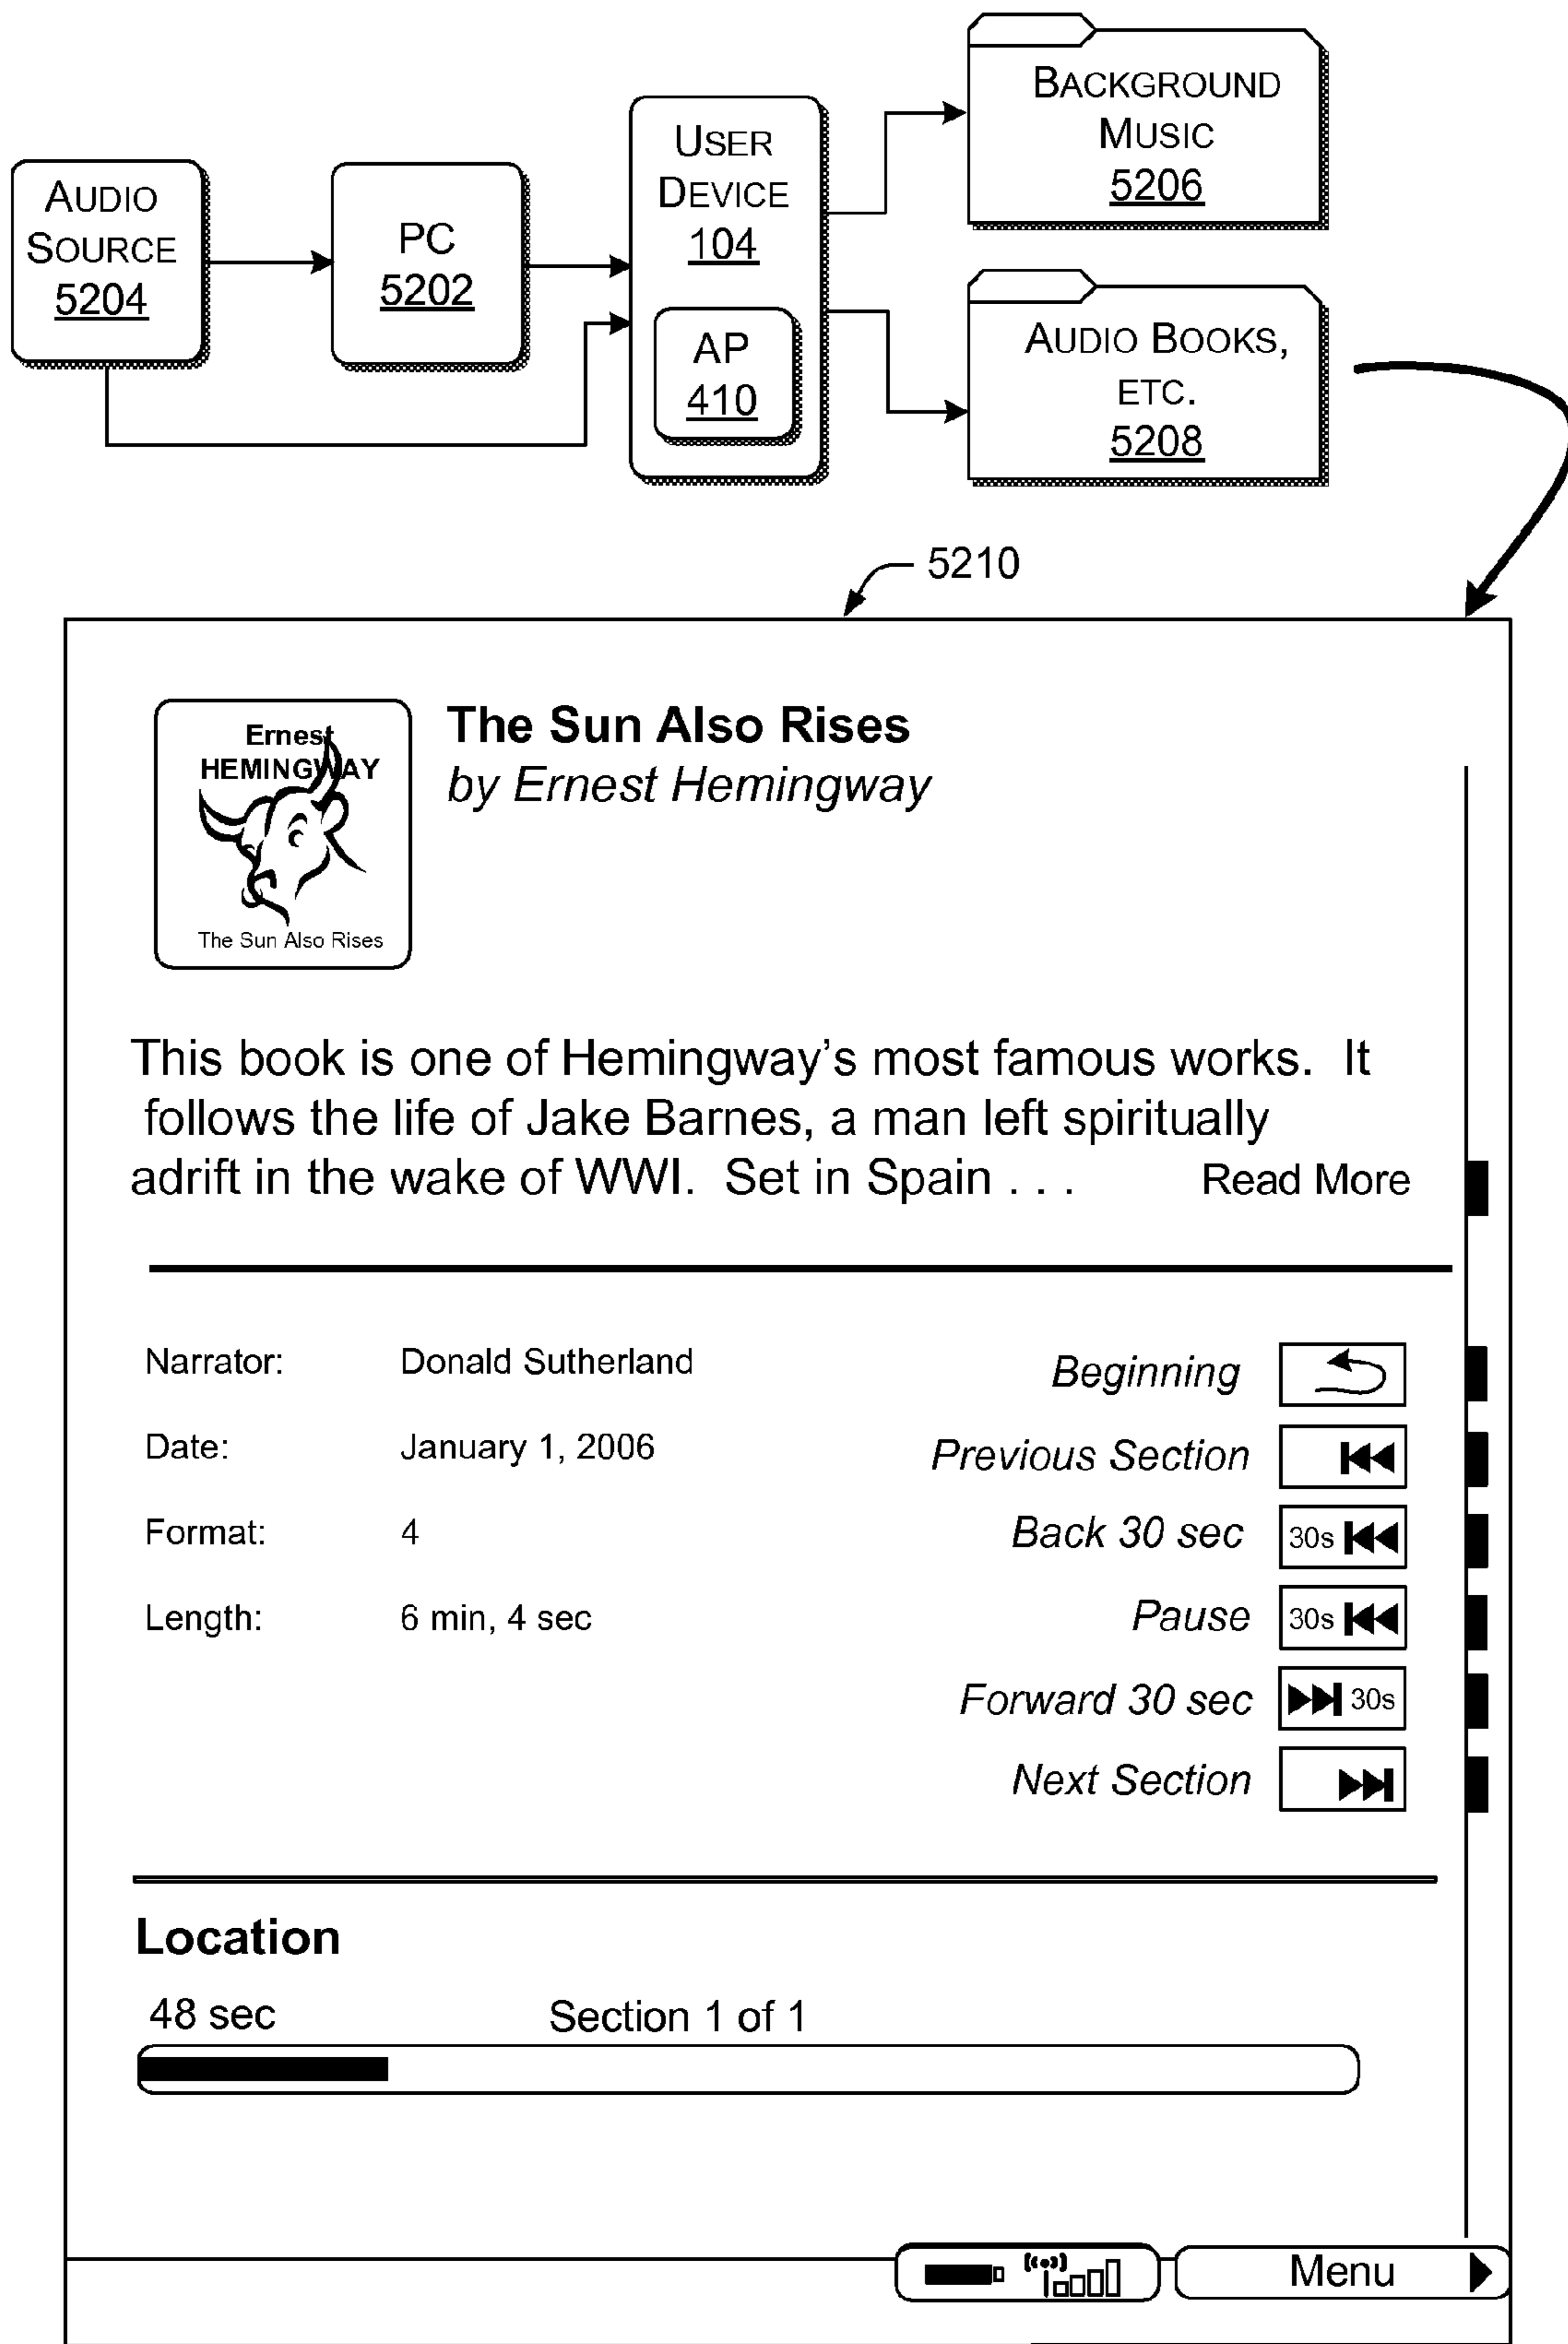 BACKGROUND
MUSIC
5206
AUDIO
SOURCE
5204
PC
5202
USER
DEVICE
104
AP
410
AUDIO BOOKS,
ETC.
5208
5210
Ernest
HEMINGWAY
The Sun Also Rises
The Sun Also Rises
by Ernest Hemingway
This book is one of Hemingway's most famous works. It
follows the life of Jake Barnes, a man left spiritually
adrift in the wake of WWI. Set in Spain . . . Read More
Narrator: Donald Sutherland
Date: January 1, 2006
Format: 4
Length: 6 min, 4 sec
Beginning
Previous Section
Back 30 sec 30s
Pause 30s
Forward 30 sec 30s
Next Section
Location
48 sec Section 1 of 1
Menu